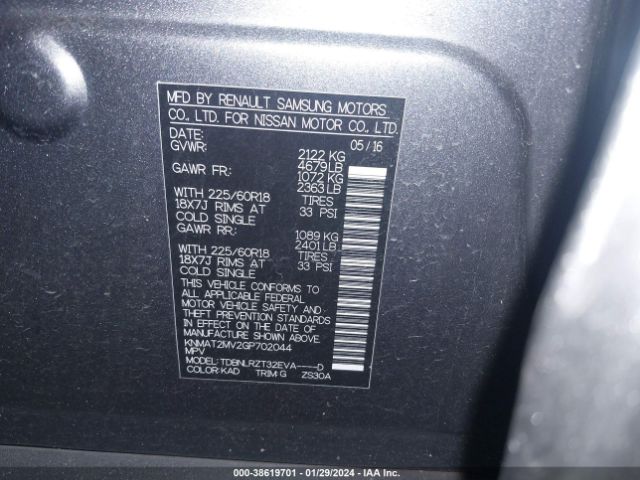 MFD BY RENAULT SAMSUNG MOTORS
CO., LTD. FOR NISSAN MOTOR CO., LTD.
DATE: 05/16
GVWR: 2122 KG
4679LB
GAWR FR: 1072 KG
2363LB
WITH 225/60R18 TIRES
18X7J RIMS AT 33 PSI
COLD SINGLE
GAWR RR: 1089 KG
2401LB
WITH 225/60R18 TIRES
18X7J RIMS AT 33 PSI
COLD SINGLE
THIS VEHICLE CONFORMS TO
ALL APPLICABLE FEDERAL
MOTOR VEHICLE SAFETY AND
THEFT PREVENTION STANDARDS
IN EFFECT ON THE DATE OF
MANUFACTURE SHOWN ABOVE.
KNMAT2MV2GP702044
MPV
MODEL: TDBNLRZT32EVA----D
COLOR:KAD TRIM:G ZS30A
000-38619701 - 01/29/2024 - IAA Inc.